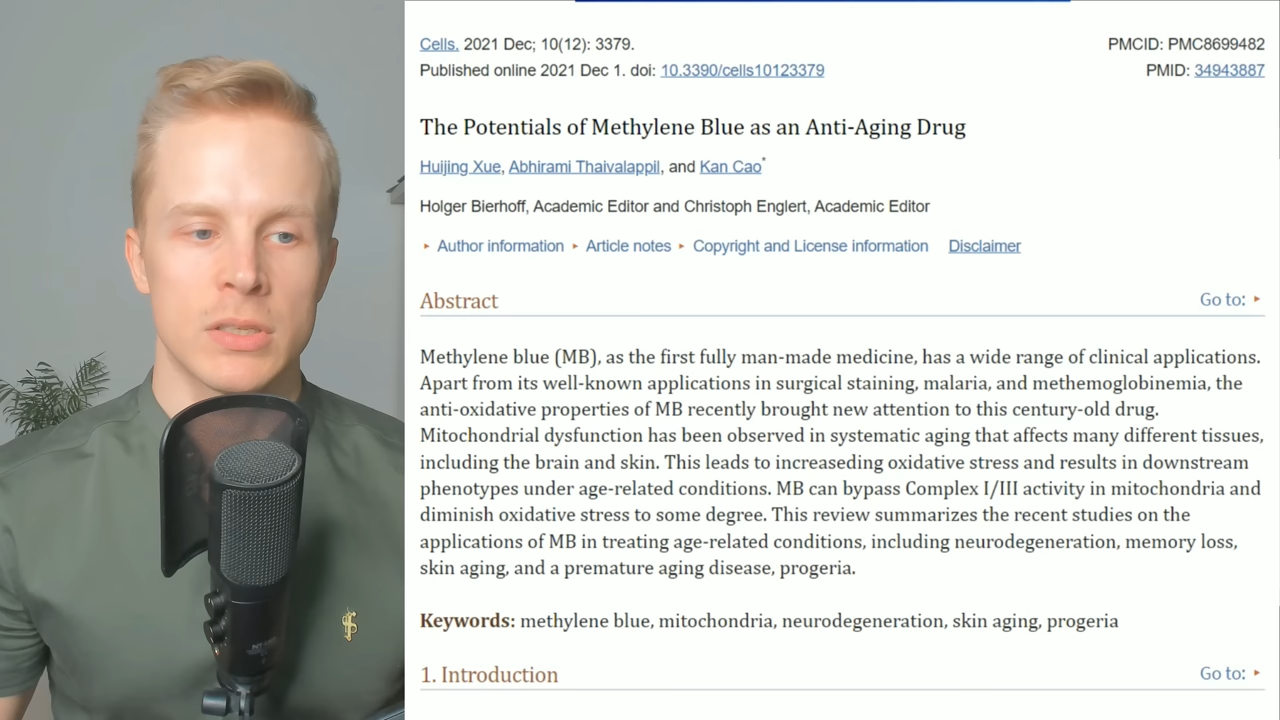 Cells. 2021 Dec; 10(12): 3379.
PMCID: PMC8699482
Published online 2021 Dec 1. doi: 10.3390/cells10123379
PMID: 34943887
The Potentials of Methylene Blue as an Anti-Aging Drug
Huijing Xue, Abhirami Thaivalappil, and Kan Cao*
Holger Bierhoff, Academic Editor and Christoph Englert, Academic Editor
Author information Article notes Copyright and License information Disclaimer
Abstract
Go to:
Methylene blue (MB), as the first fully man-made medicine, has a wide range of clinical applications.
Apart from its well-known applications in surgical staining, malaria, and methemoglobinemia, the
anti-oxidative properties of MB recently brought new attention to this century-old drug.
Mitochondrial dysfunction has been observed in systematic aging that affects many different tissues,
including the brain and skin. This leads to increaseding oxidative stress and results in downstream
phenotypes under age-related conditions. MB can bypass Complex I/III activity in mitochondria and
diminish oxidative stress to some degree. This review summarizes the recent studies on the
applications of MB in treating age-related conditions, including neurodegeneration, memory loss,
skin aging, and a premature aging disease, progeria.
Keywords: methylene blue, mitochondria, neurodegeneration, skin aging, progeria
1. Introduction
Go to: